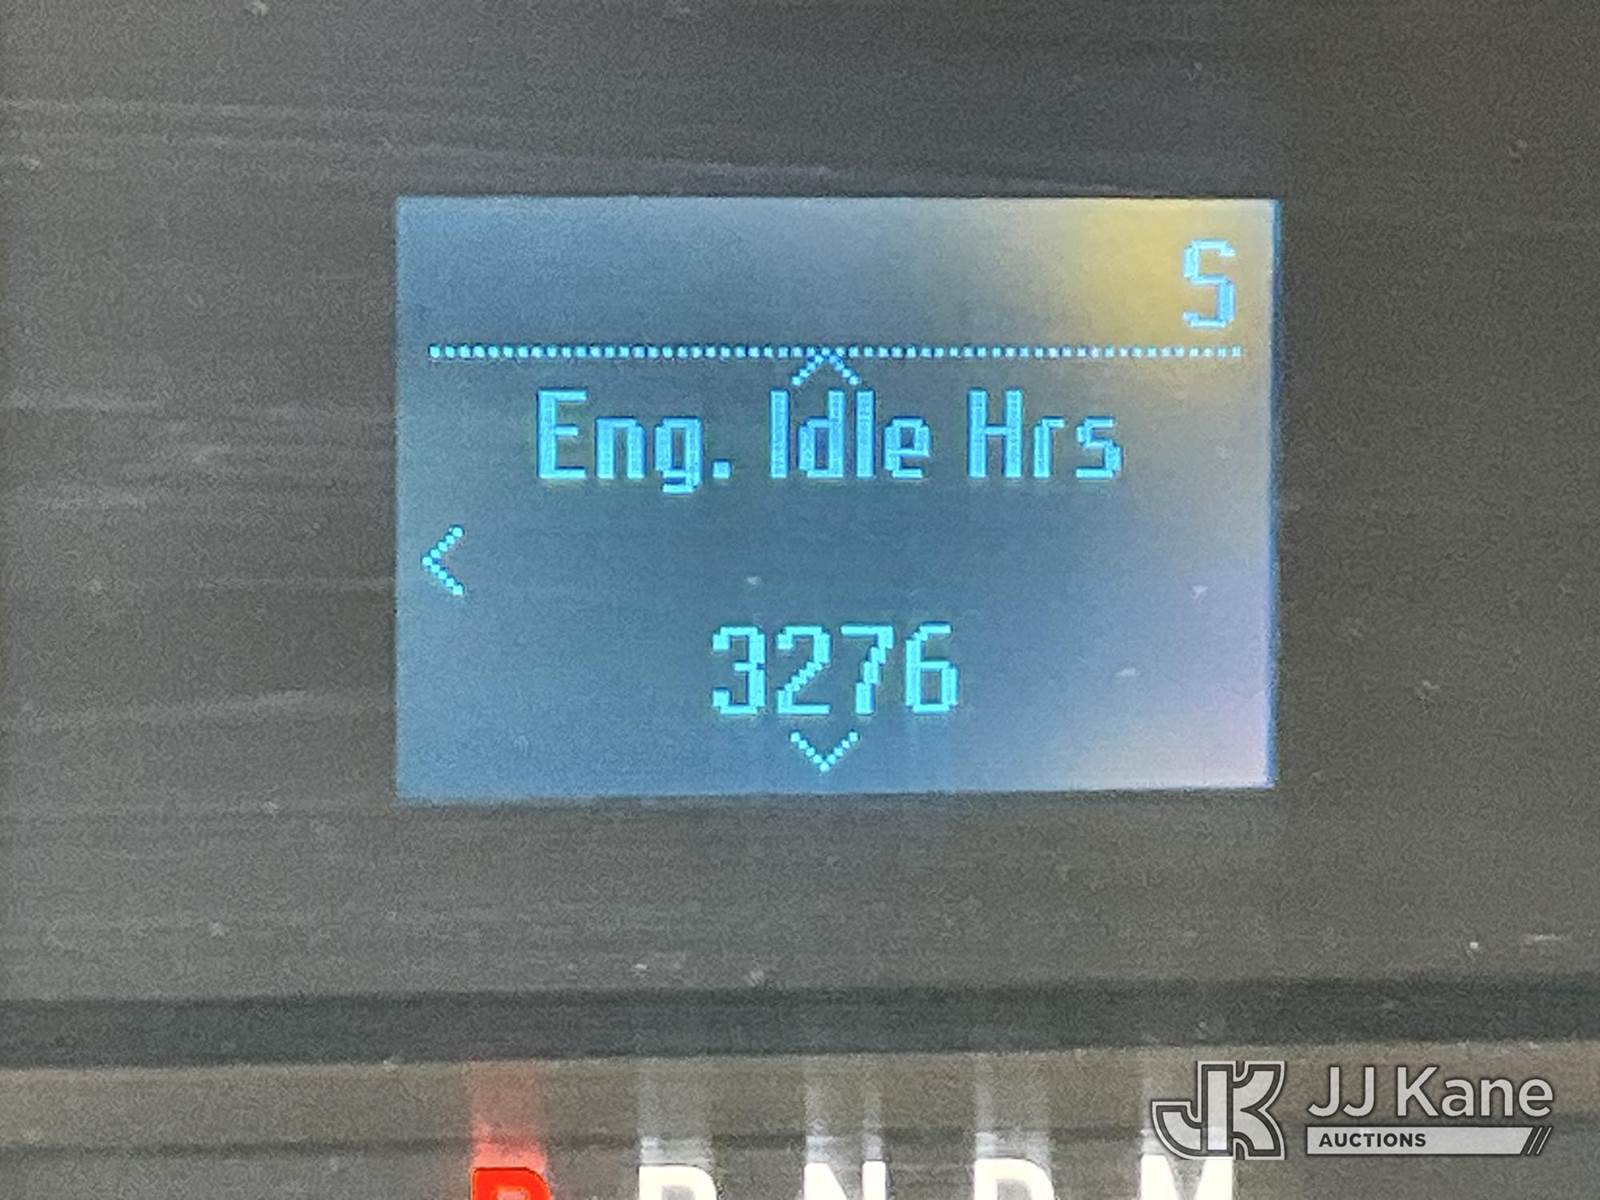 S
Eng. Idle Hrs
3276
P R N D M
JJ Kane
AUCTIONS